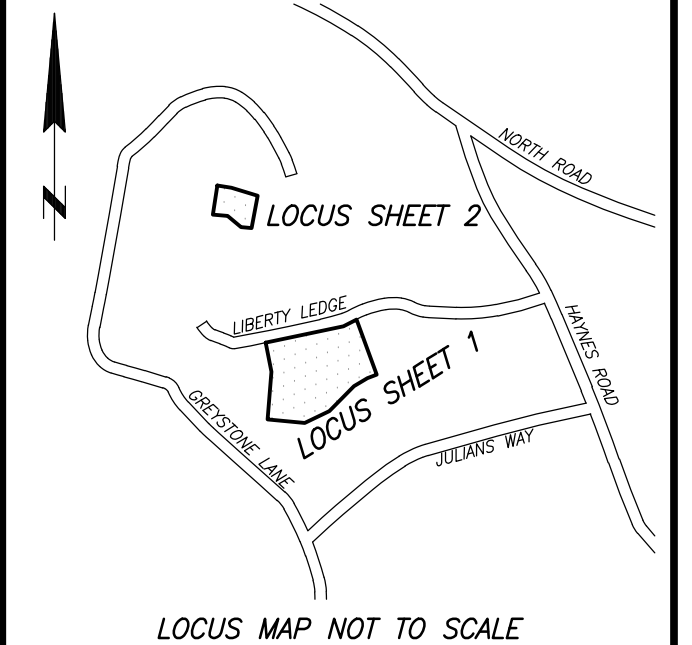 N
NORTH ROAD
LOCUS SHEET 2
LIBERTY LEDGE
HAYNES ROAD
LOCUS SHEET 1
GREYSTONE LANE
JULIANS WAY
LOCUS MAP NOT TO SCALE